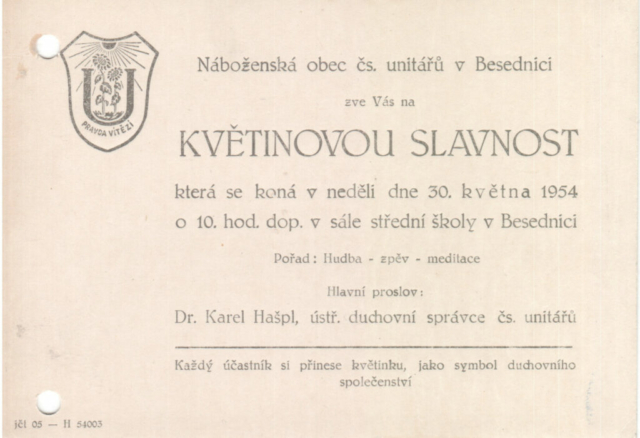 U
PRAVDA VÍTĚZÍ
Náboženská obec čs. unitářů v Besednici
zve Vás na
KVĚTINOVOU SLAVNOST
která se koná v neděli dne 30. května 1954
o 10. hod. dop. v sále střední školy v Besednici
Pořad: Hudba - zpěv - meditace
Hlavní proslov:
Dr. Karel Hašpl, ústř. duchovní správce čs. unitářů
Každý účastník si přinese květinku, jako symbol duchovního
společenství
jčt 05 — H 54003